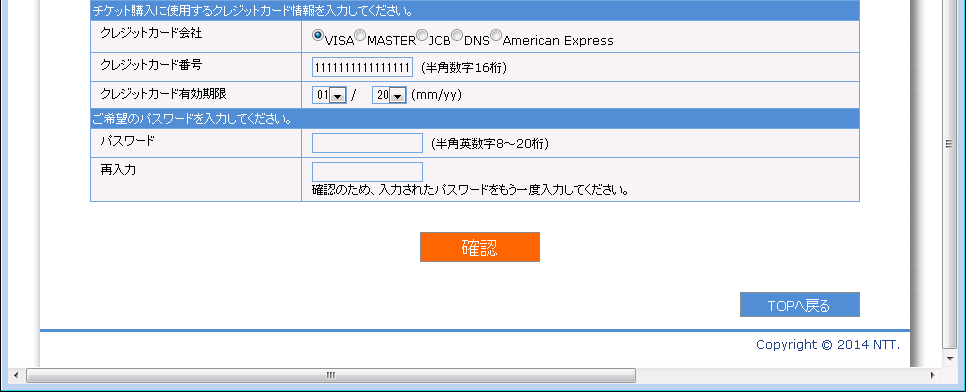 チケット購入に使用するクレジットカード情報を入力してください。
クレジットカード会社 VISA MASTER JCB DNS American Express
クレジットカード番号 1111111111111111 (半角数字16桁)
クレジットカード有効期限 01 / 20 (mm/yy)
ご希望のパスワードを入力してください。
パスワード (半角英数字8～20桁)
再入力
確認のため、入力されたパスワードをもう一度入力してください。
確認
TOPへ戻る
Copyright © 2014 NTT.